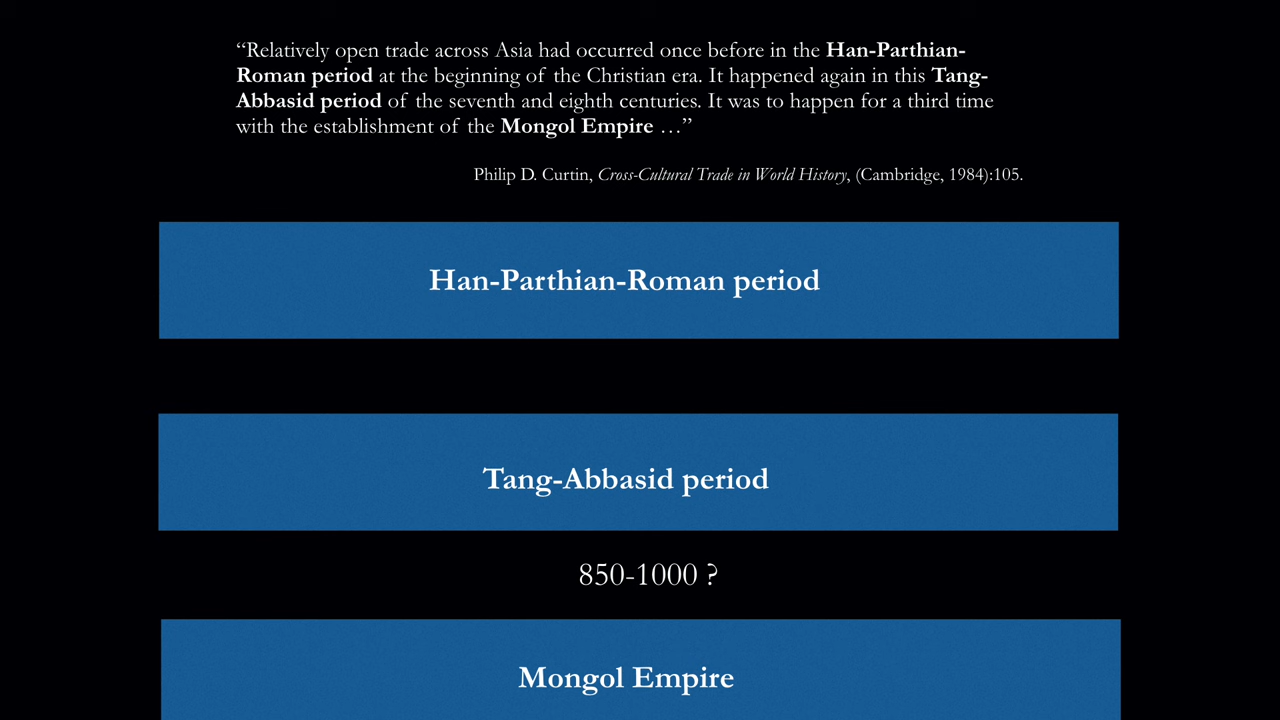 “Relatively open trade across Asia had occurred once before in the Han-Parthian-
Roman period at the beginning of the Christian era. It happened again in this Tang-
Abbasid period of the seventh and eighth centuries. It was to happen for a third time
with the establishment of the Mongol Empire …”
Philip D. Curtin, Cross-Cultural Trade in World History, (Cambridge, 1984):105.
Han-Parthian-Roman period
Tang-Abbasid period
850-1000 ?
Mongol Empire